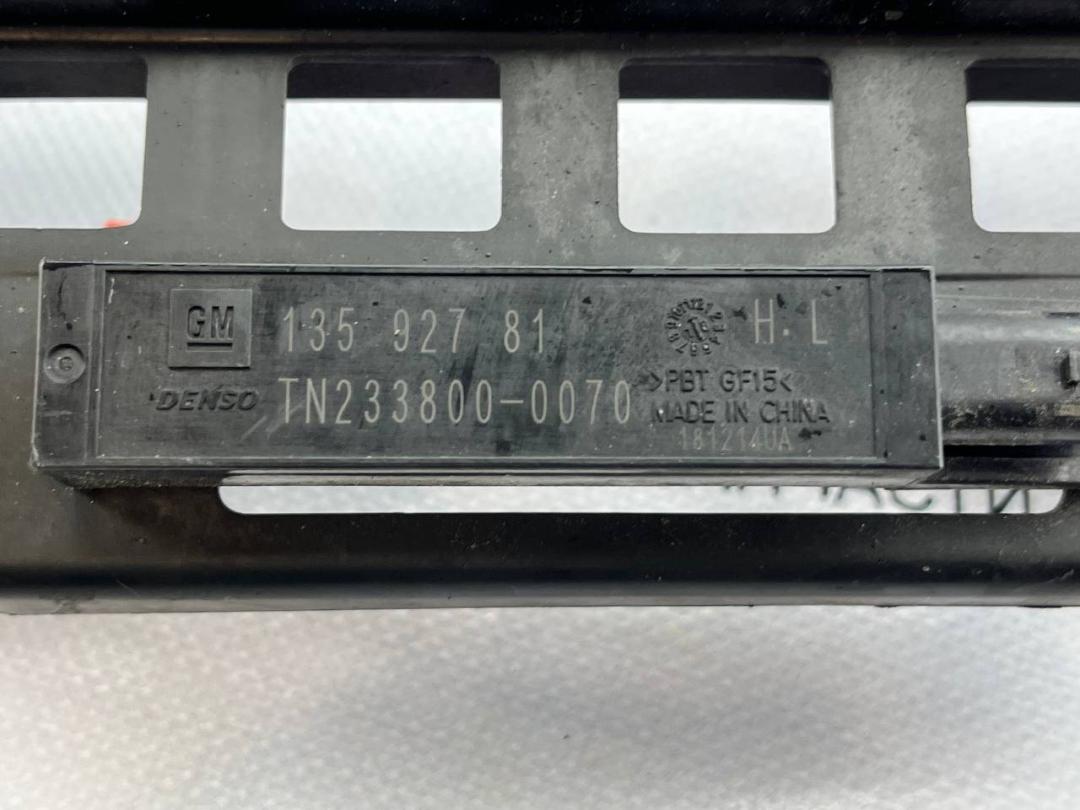 GM 135 927 81 H.L
DENSO TN233800-0070 >PBT GF15<
MADE IN CHINA
181214UA